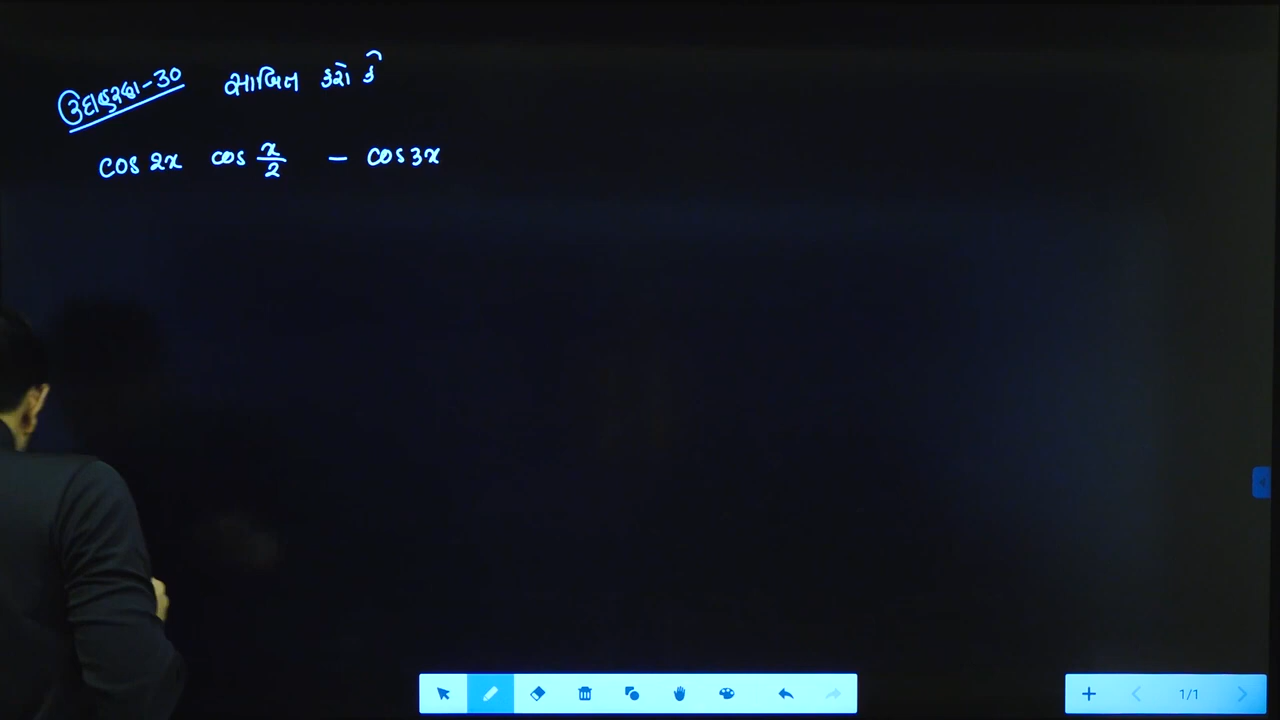 ઉદાહરણ-30 સાબિત કરો કે
cos 2x cos x/2 - cos 3x
1/1